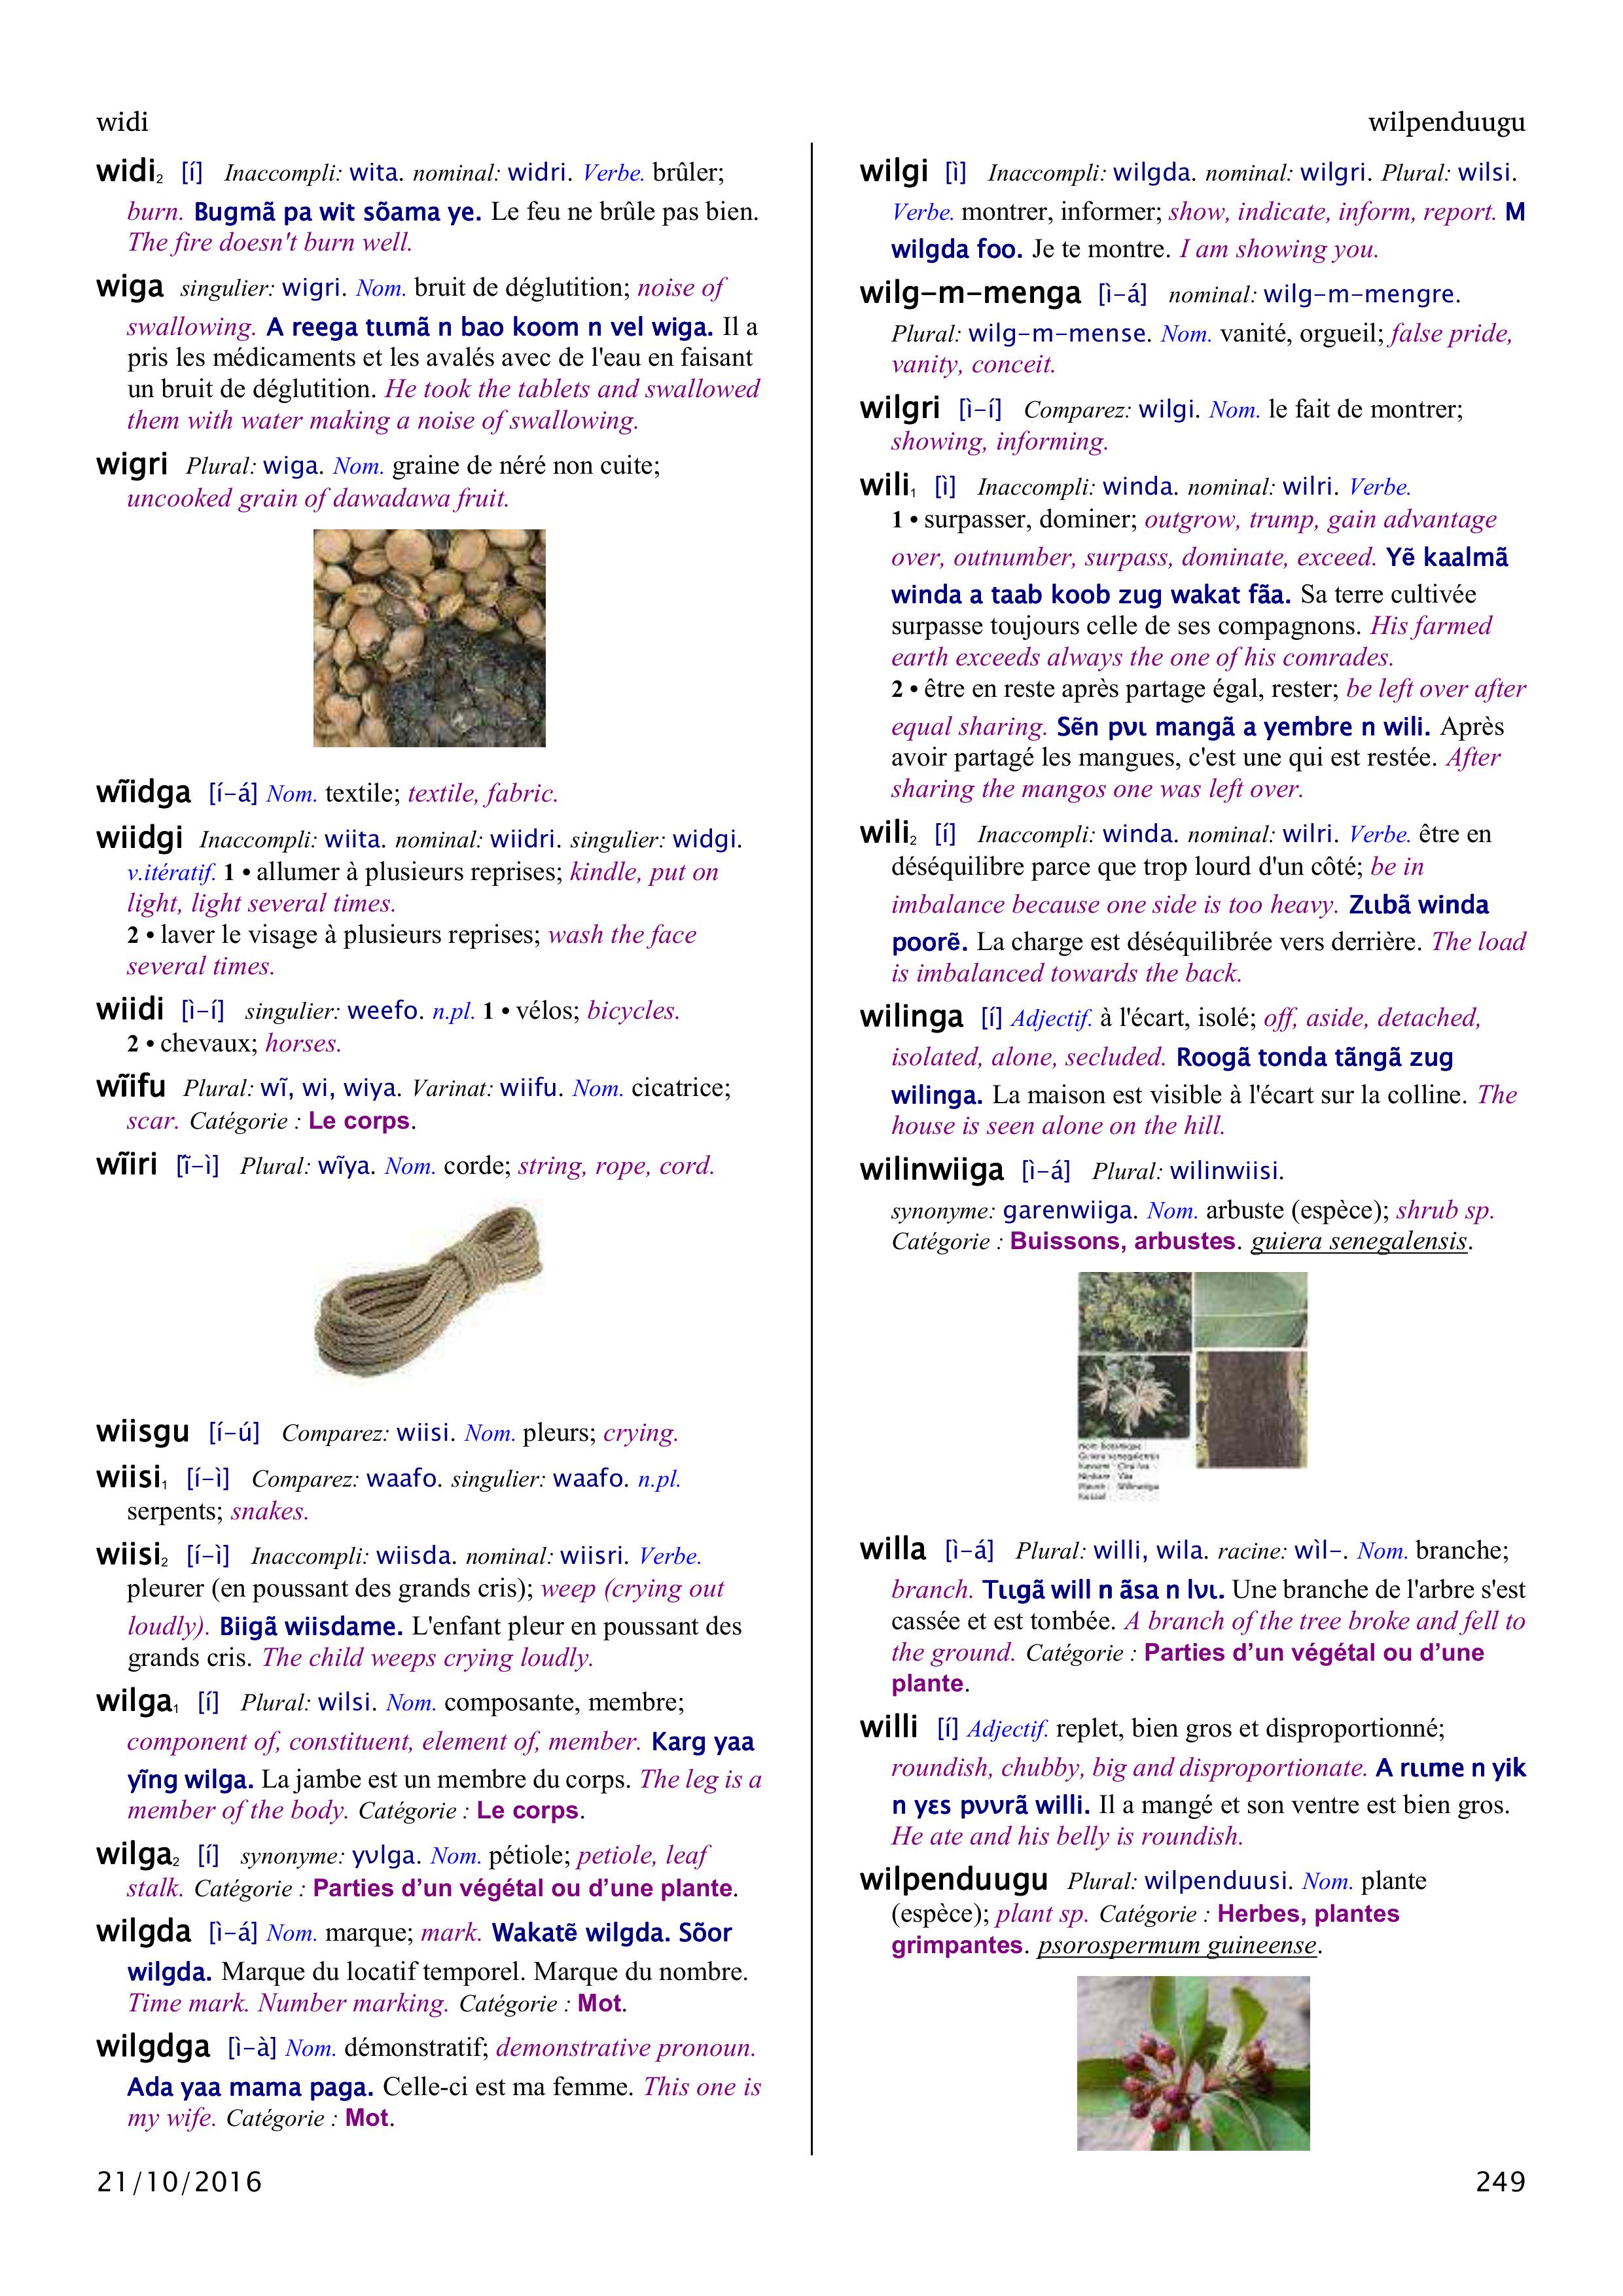 widi
wilpenduugu
widi₂ [í] Inaccompli: wita. nominal: widri. Verbe. brûler;
burn. Bugmã pa wit sõama ye. Le feu ne brûle pas bien.
The fire doesn't burn well.
wiga singulier: wigri. Nom. bruit de déglutition; noise of
swallowing. A reega tɩɩmã n bao koom n vel wiga. Il a
pris les médicaments et les avalés avec de l'eau en faisant
un bruit de déglutition. He took the tablets and swallowed
them with water making a noise of swallowing.
wigri Plural: wiga. Nom. graine de néré non cuite;
uncooked grain of dawadawa fruit.
wĩidga [í–á] Nom. textile; textile, fabric.
wiidgi Inaccompli: wiita. nominal: wiidri. singulier: widgi.
v.itératif. 1 • allumer à plusieurs reprises; kindle, put on
light, light several times.
2 • laver le visage à plusieurs reprises; wash the face
several times.
wiidi [ì–í] singulier: weefo. n.pl. 1 • vélos; bicycles.
2 • chevaux; horses.
wĩifu Plural: wĩ, wi, wiya. Varinat: wiifu. Nom. cicatrice;
scar. Catégorie : Le corps.
wĩiri [ĩ́–ì] Plural: wĩya. Nom. corde; string, rope, cord.
wiisgu [í–ú] Comparez: wiisi. Nom. pleurs; crying.
wiisi₁ [í–ì] Comparez: waafo. singulier: waafo. n.pl.
serpents; snakes.
wiisi₂ [í–ì] Inaccompli: wiisda. nominal: wiisri. Verbe.
pleurer (en poussant des grands cris); weep (crying out
loudly). Biigã wiisdame. L'enfant pleur en poussant des
grands cris. The child weeps crying loudly.
wilga₁ [í] Plural: wilsi. Nom. composante, membre;
component of, constituent, element of, member. Karg yaa
yĩng wilga. La jambe est un membre du corps. The leg is a
member of the body. Catégorie : Le corps.
wilga₂ [í] synonyme: yʋlga. Nom. pétiole; petiole, leaf
stalk. Catégorie : Parties d’un végétal ou d’une plante.
wilgda [ì–á] Nom. marque; mark. Wakatẽ wilgda. Sõor
wilgda. Marque du locatif temporel. Marque du nombre.
Time mark. Number marking. Catégorie : Mot.
wilgdga [ì–à] Nom. démonstratif; demonstrative pronoun.
Ada yaa mama paga. Celle-ci est ma femme. This one is
my wife. Catégorie : Mot.
wilgi [ì] Inaccompli: wilgda. nominal: wilgri. Plural: wilsi.
Verbe. montrer, informer; show, indicate, inform, report. M
wilgda foo. Je te montre. I am showing you.
wilg–m–menga [ì–á] nominal: wilg–m–mengre.
Plural: wilg–m–mense. Nom. vanité, orgueil; false pride,
vanity, conceit.
wilgri [ì–í] Comparez: wilgi. Nom. le fait de montrer;
showing, informing.
wili₁ [ì] Inaccompli: winda. nominal: wilri. Verbe.
1 • surpasser, dominer; outgrow, trump, gain advantage
over, outnumber, surpass, dominate, exceed. Yẽ kaalmã
winda a taab koob zug wakat fãa. Sa terre cultivée
surpasse toujours celle de ses compagnons. His farmed
earth exceeds always the one of his comrades.
2 • être en reste après partage égal, rester; be left over after
equal sharing. Sẽn pʋɩ mangã a yembre n wili. Après
avoir partagé les mangues, c'est une qui est restée. After
sharing the mangos one was left over.
wili₂ [í] Inaccompli: winda. nominal: wilri. Verbe. être en
déséquilibre parce que trop lourd d'un côté; be in
imbalance because one side is too heavy. Zɩɩbã winda
poorẽ. La charge est déséquilibrée vers derrière. The load
is imbalanced towards the back.
wilinga [í] Adjectif. à l'écart, isolé; off, aside, detached,
isolated, alone, secluded. Roogã tonda tãngã zug
wilinga. La maison est visible à l'écart sur la colline. The
house is seen alone on the hill.
wilinwiiga [ì–á] Plural: wilinwiisi.
synonyme: garenwiiga. Nom. arbuste (espèce); shrub sp.
Catégorie : Buissons, arbustes. guiera senegalensis.
Nom botanique
Guiera senegalensis
willa [ì–á] Plural: willi, wila. racine: wìl–. Nom. branche;
branch. Tɩɩgã will n ãsa n lʋɩ. Une branche de l'arbre s'est
cassée et est tombée. A branch of the tree broke and fell to
the ground. Catégorie : Parties d’un végétal ou d’une
plante.
willi [í] Adjectif. replet, bien gros et disproportionné;
roundish, chubby, big and disproportionate. A rɩɩme n yik
n yɛs pʋʋrã willi. Il a mangé et son ventre est bien gros.
He ate and his belly is roundish.
wilpenduugu Plural: wilpenduusi. Nom. plante
(espèce); plant sp. Catégorie : Herbes, plantes
grimpantes. psorospermum guineense.
21/10/2016
249